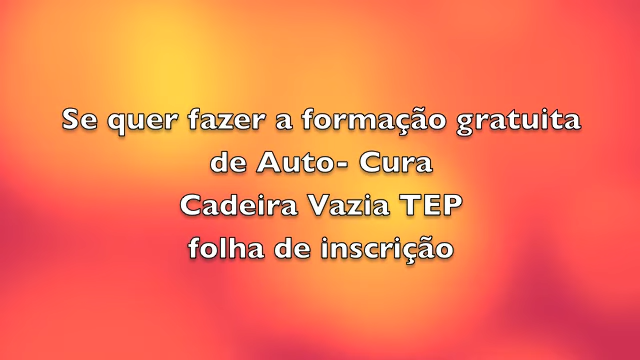 Se quer fazer a formação gratuita
de Auto- Cura
Cadeira Vazia TEP
folha de inscrição